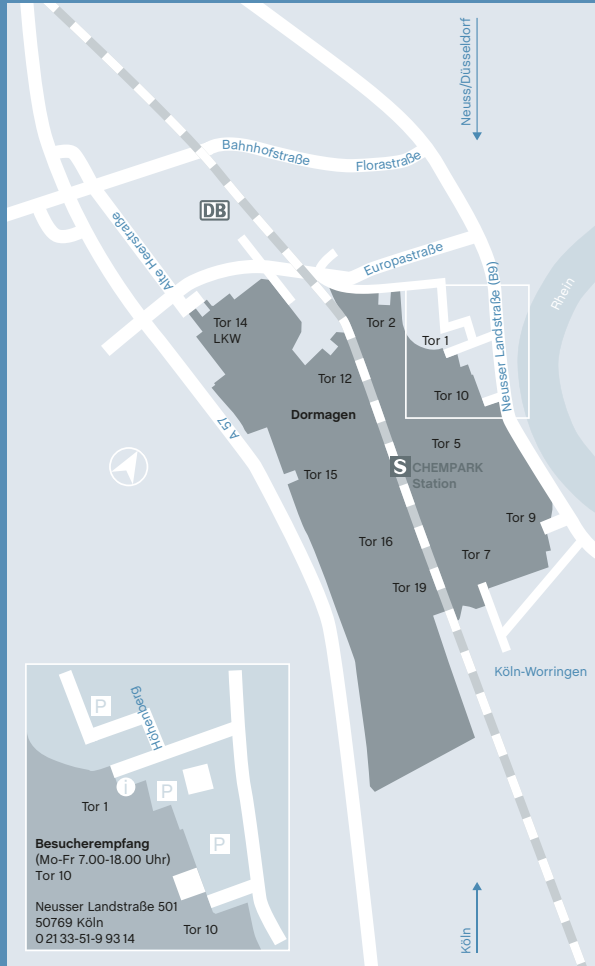 Neuss/Düsseldorf
Bahnhofstraße
Florastraße
DB
Alte Heerstraße
Europastraße
Neusser Landstraße (B9)
Rhein
Tor 14
LKW
Tor 2
Tor 1
Tor 12
Tor 10
Dormagen
A 57
Tor 5
S CHEMPARK
Station
Tor 15
Tor 9
Tor 16
Tor 7
Tor 19
Köln-Worringen
Köln
P
Höhenberg
i
P
Tor 1
P
Besucherempfang
(Mo-Fr 7.00-18.00 Uhr)
Tor 10
Neusser Landstraße 501
50769 Köln
0 21 33-51-9 93 14
Tor 10